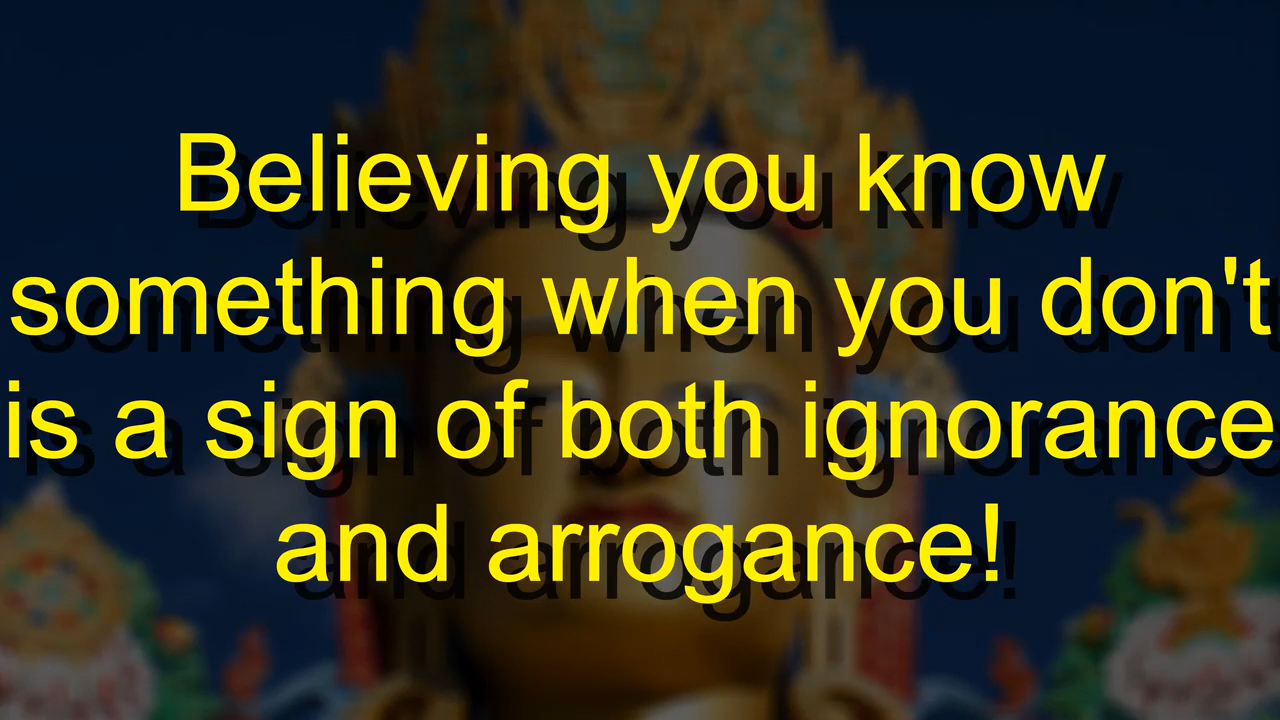 Believing you know
something when you don't
is a sign of both ignorance
and arrogance!